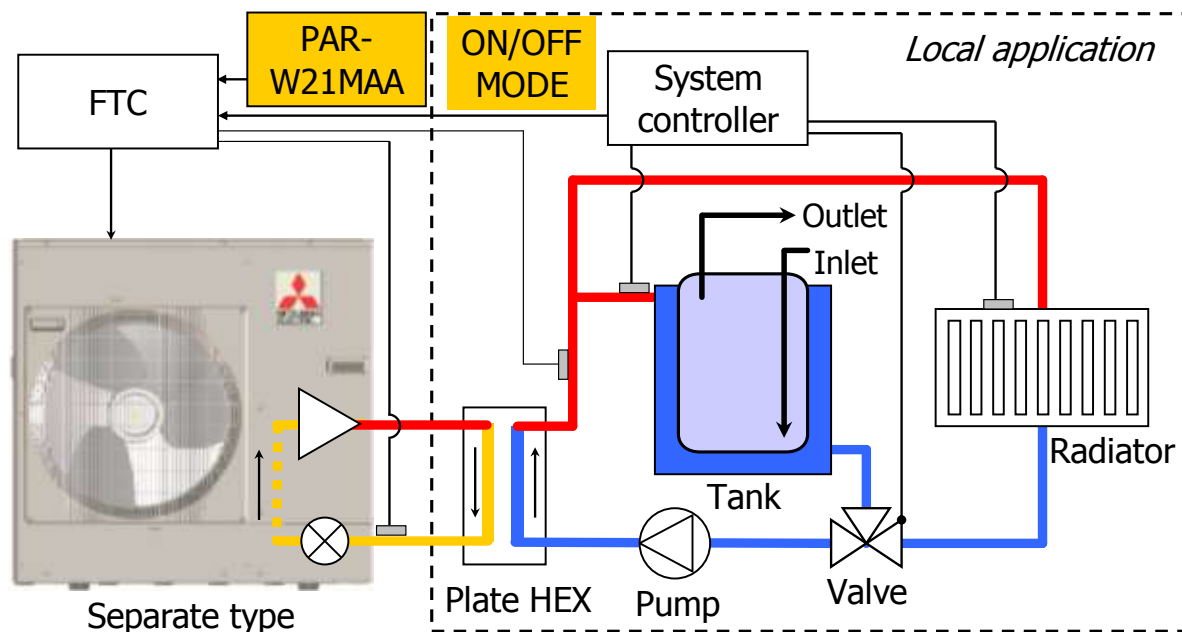 PAR-
W21MAA
ON/OFF
MODE
System
controller
Local application
FTC
Outlet
Inlet
Radiator
Tank
Plate HEX
Pump
Valve
Separate type